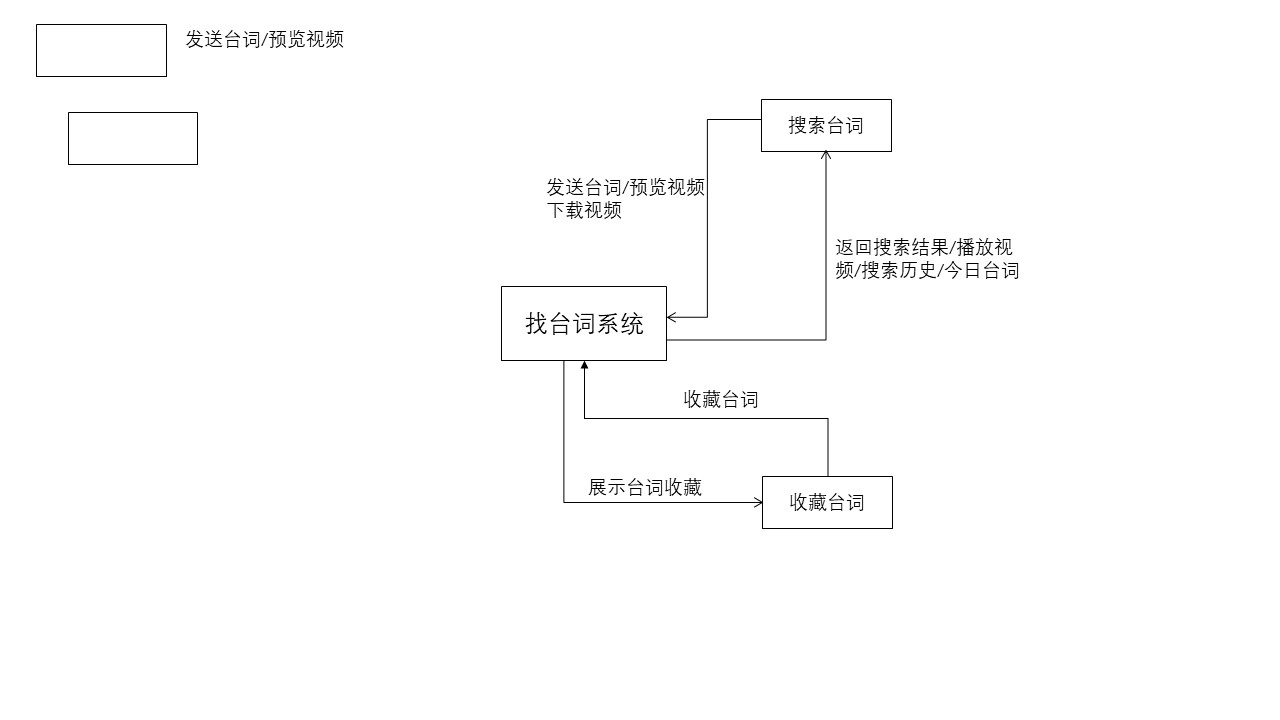 发送台词/预览视频
搜索台词
发送台词/预览视频
下载视频
返回搜索结果/播放视
频/搜索历史/今日台词
找台词系统
收藏台词
展示台词收藏
收藏台词